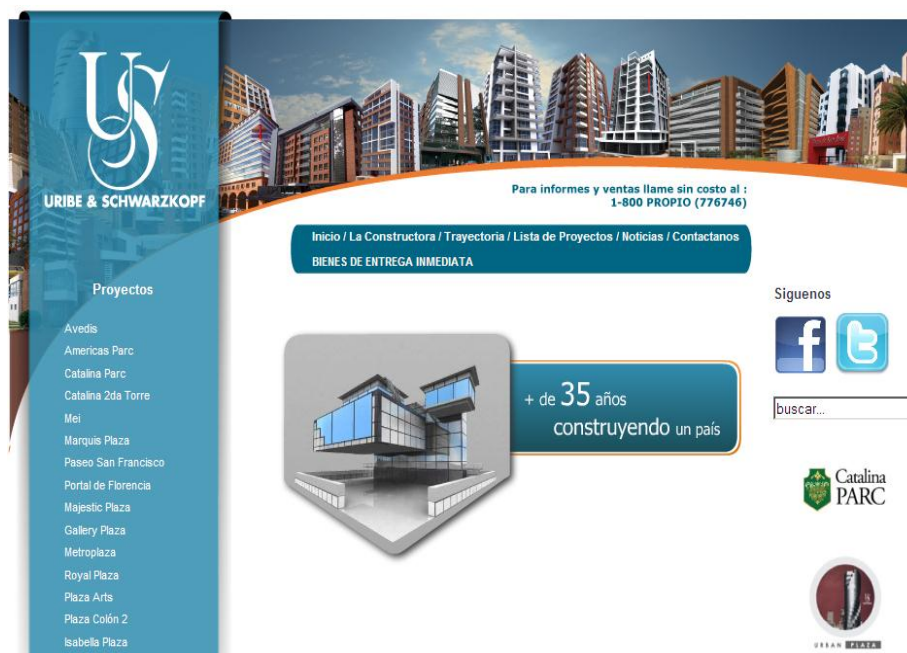 US
URIBE & SCHWARZKOPF
Para informes y ventas llame sin costo al :
1-800 PROPIO (776746)
Inicio / La Constructora / Trayectoria / Lista de Proyectos / Noticias / Contactanos
BIENES DE ENTREGA INMEDIATA
Proyectos
Avedis
Americas Parc
Catalina Parc
Catalina 2da Torre
Mei
Marquis Plaza
Paseo San Francisco
Portal de Florencia
Majestic Plaza
Gallery Plaza
Metroplaza
Royal Plaza
Plaza Arts
Plaza Colón 2
Isabella Plaza
+ de 35 años
construyendo un país
Siguenos
f
t
buscar...
Catalina
PARC
URBAN PLAZA